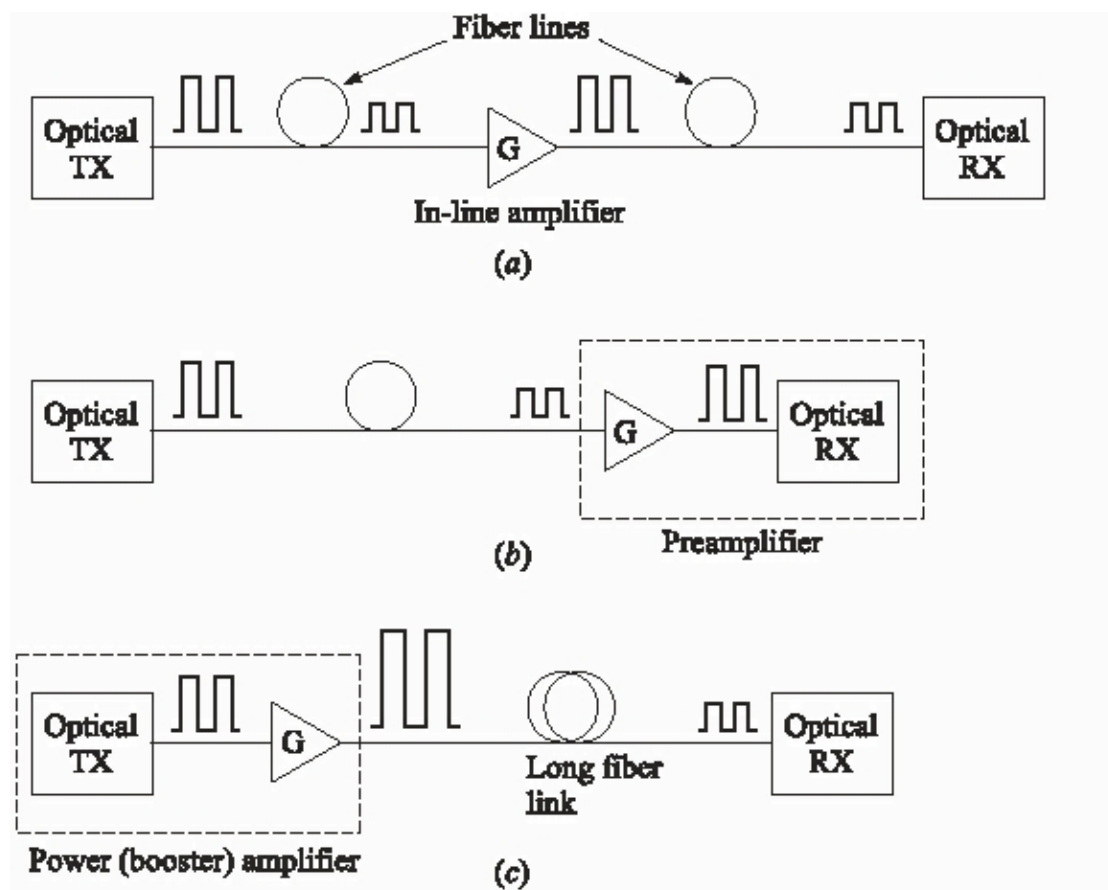 Fiber lines
Optical
TX
G
Optical
RX
In-line amplifier
(a)
Optical
TX
G
Optical
RX
Preamplifier
(b)
Optical
TX
G
Long fiber
link
Optical
RX
Power (booster) amplifier
(c)